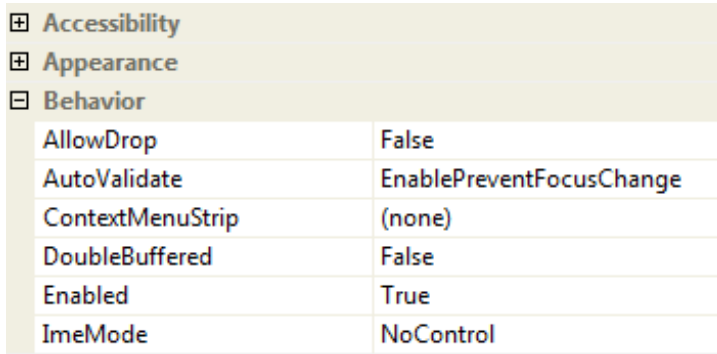 Accessibility
Appearance
Behavior
AllowDrop False
AutoValidate EnablePreventFocusChange
ContextMenuStrip (none)
DoubleBuffered False
Enabled True
ImeMode NoControl